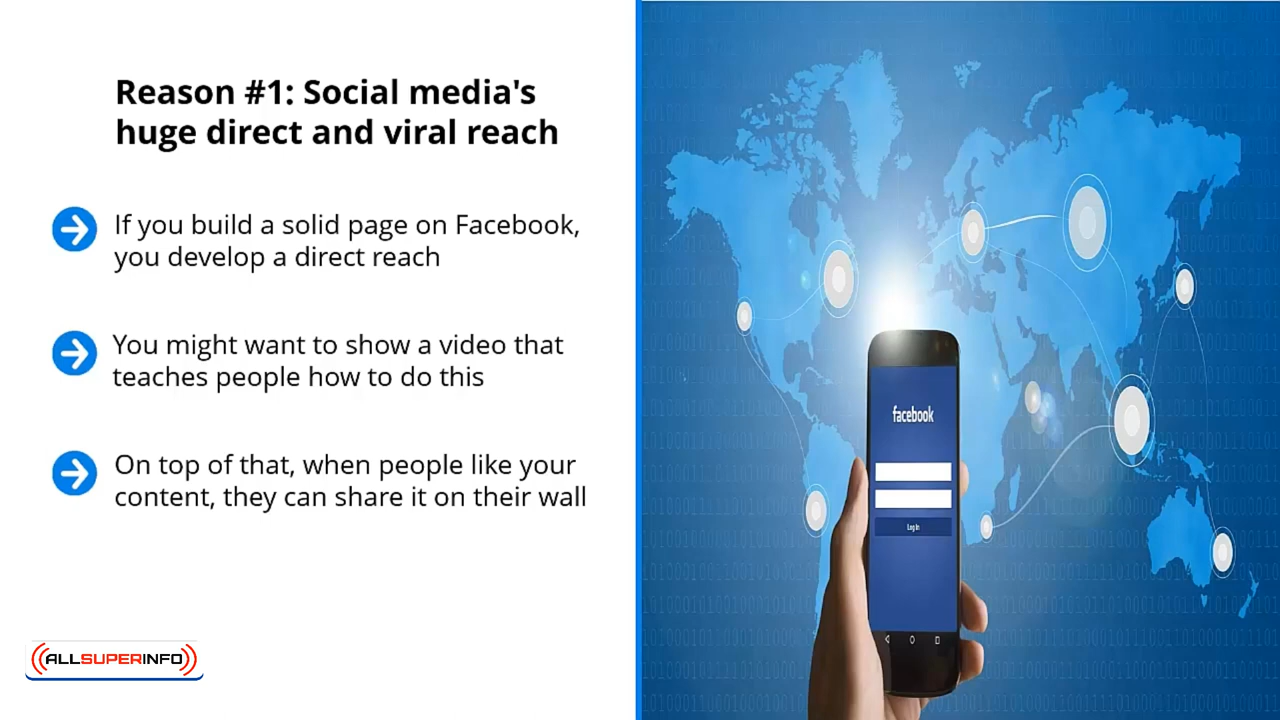 Reason #1: Social media's
huge direct and viral reach
If you build a solid page on Facebook,
you develop a direct reach
You might want to show a video that
teaches people how to do this
On top of that, when people like your
content, they can share it on their wall
ALLSUPERINFO
facebook
Log In